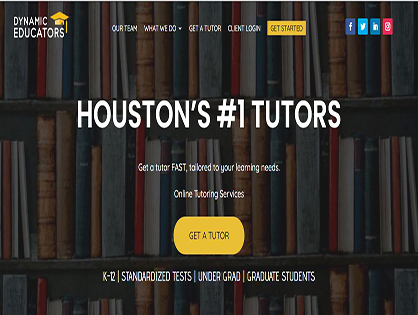 DYNAMIC
EDUCATORS
OUR TEAM WHAT WE DO GET A TUTOR CLIENT LOGIN GET STARTED
HOUSTON'S #1 TUTORS
Get a tutor FAST, tailored to your learning needs.
Online Tutoring Services
GET A TUTOR
K-12 | STANDARDIZED TESTS | UNDER GRAD | GRADUATE STUDENTS